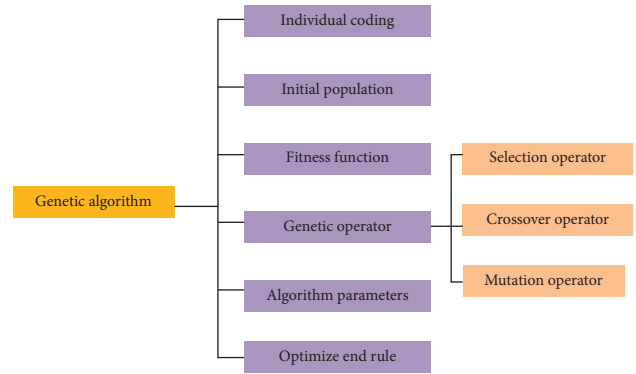 Individual coding
Initial population
Fitness function
Selection operator
Genetic algorithm
Genetic operator
Crossover operator
Mutation operator
Algorithm parameters
Optimize end rule